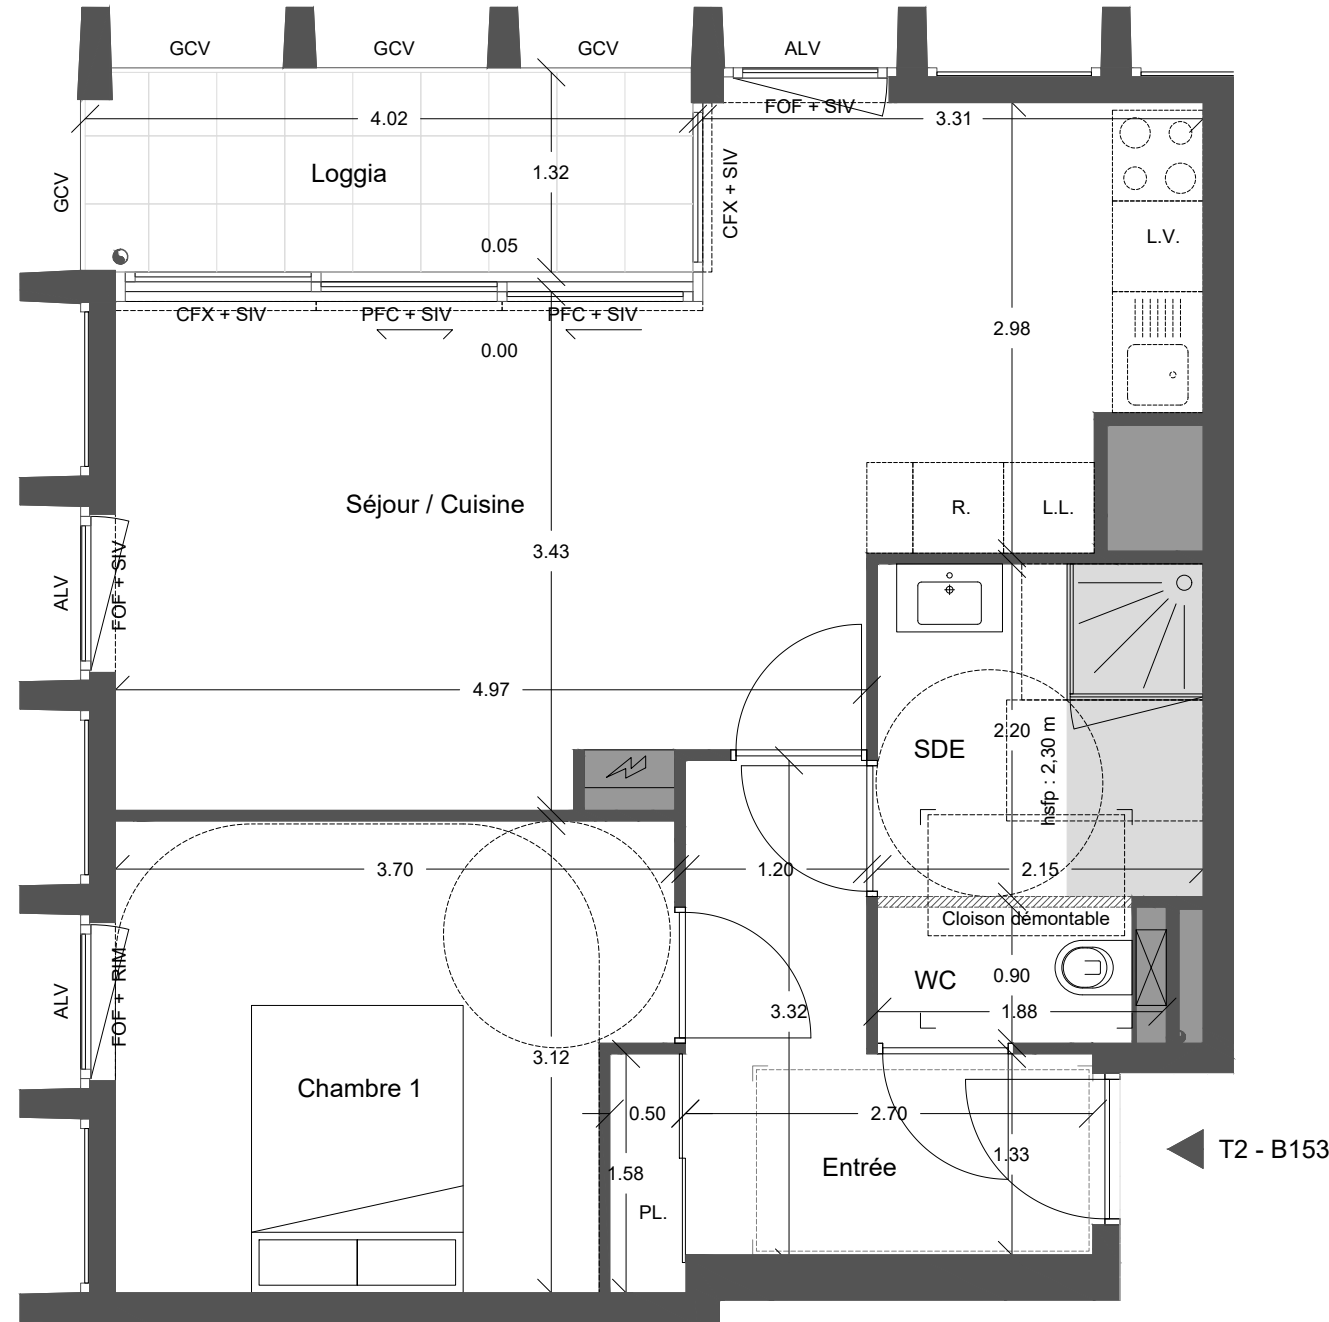 GCV
GCV
GCV
ALV
FOF + SIV
4.02
3.31
Loggia
1.32
GCV
CFX + SIV
L.V.
0.05
CFX + SIV
PFC + SIV
PFC + SIV
2.98
0.00
Séjour / Cuisine
R.
L.L.
3.43
ALV
FOF + SIV
4.97
SDE
2.20
hsfp : 2,30 m
3.70
1.20
2.15
Cloison démontable
WC
0.90
ALV
FOF + RIM
3.32
1.88
3.12
Chambre 1
0.50
2.70
T2 - B153
1.33
Entrée
1.58
PL.